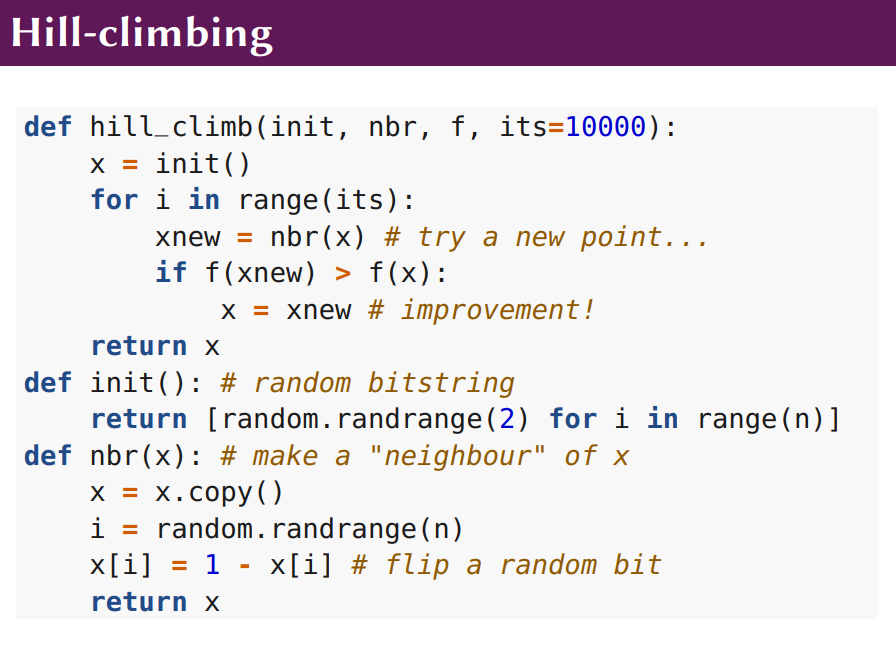 Hill-climbing
def hill_climb(init, nbr, f, its=10000):
    x = init()
    for i in range(its):
        xnew = nbr(x) # try a new point...
        if f(xnew) > f(x):
            x = xnew # improvement!
    return x
def init(): # random bitstring
    return [random.randrange(2) for i in range(n)]
def nbr(x): # make a "neighbour" of x
    x = x.copy()
    i = random.randrange(n)
    x[i] = 1 - x[i] # flip a random bit
    return x